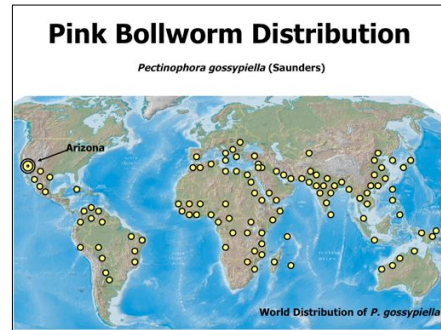 Pink Bollworm Distribution
Pectinophora gossypiella (Saunders)
Arizona
World Distribution of P. gossypiella